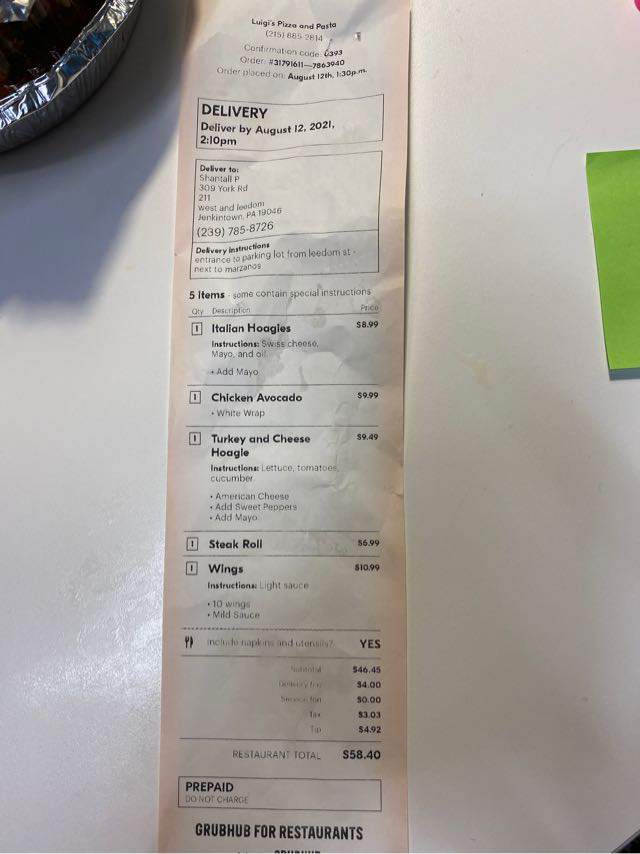 Luigi's Pizza and Pasta
(215) 885-2814
Confirmation code: 6393
Order: #31791611—7863940
Order placed on: August 12th, 1:30p.m.
DELIVERY
Deliver by August 12, 2021,
2:10pm
Deliver to:
Shantall P
309 York Rd
211
west and leedom
Jenkintown, PA 19046
(239) 785-8726
Delivery instructions
entrance to parking lot from leedom st -
next to marzanos
5 Items - some contain special instructions
Qty Description Price
1 Italian Hoagies $8.99
Instructions: Swiss cheese,
Mayo, and oil.
• Add Mayo
1 Chicken Avocado $9.99
• White Wrap
1 Turkey and Cheese $9.49
Hoagie
Instructions: Lettuce, tomatoes,
cucumber.
• American Cheese
• Add Sweet Peppers
• Add Mayo
1 Steak Roll $6.99
1 Wings $10.99
Instructions: Light sauce
• 10 wings
• Mild Sauce
Include napkins and utensils? YES
Subtotal $46.45
Delivery fee $4.00
Service fee $0.00
Tax $3.03
Tip $4.92
RESTAURANT TOTAL $58.40
PREPAID
DO NOT CHARGE
GRUBHUB FOR RESTAURANTS